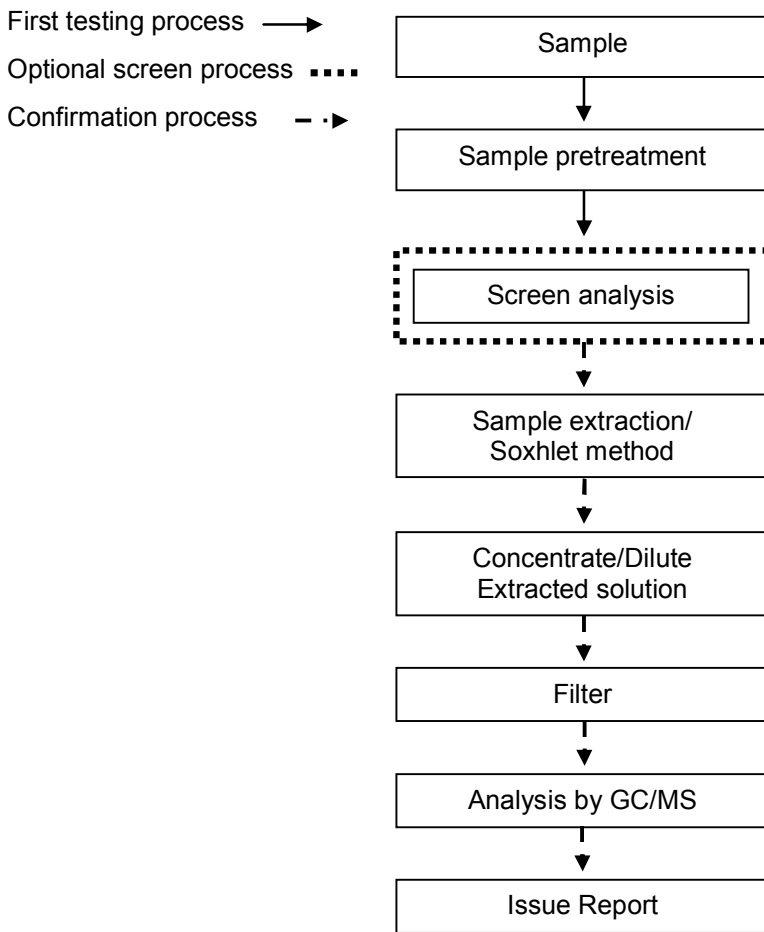 First testing process
Optional screen process
Confirmation process
Sample
Sample pretreatment
Screen analysis
Sample extraction/
Soxhlet method
Concentrate/Dilute
Extracted solution
Filter
Analysis by GC/MS
Issue Report